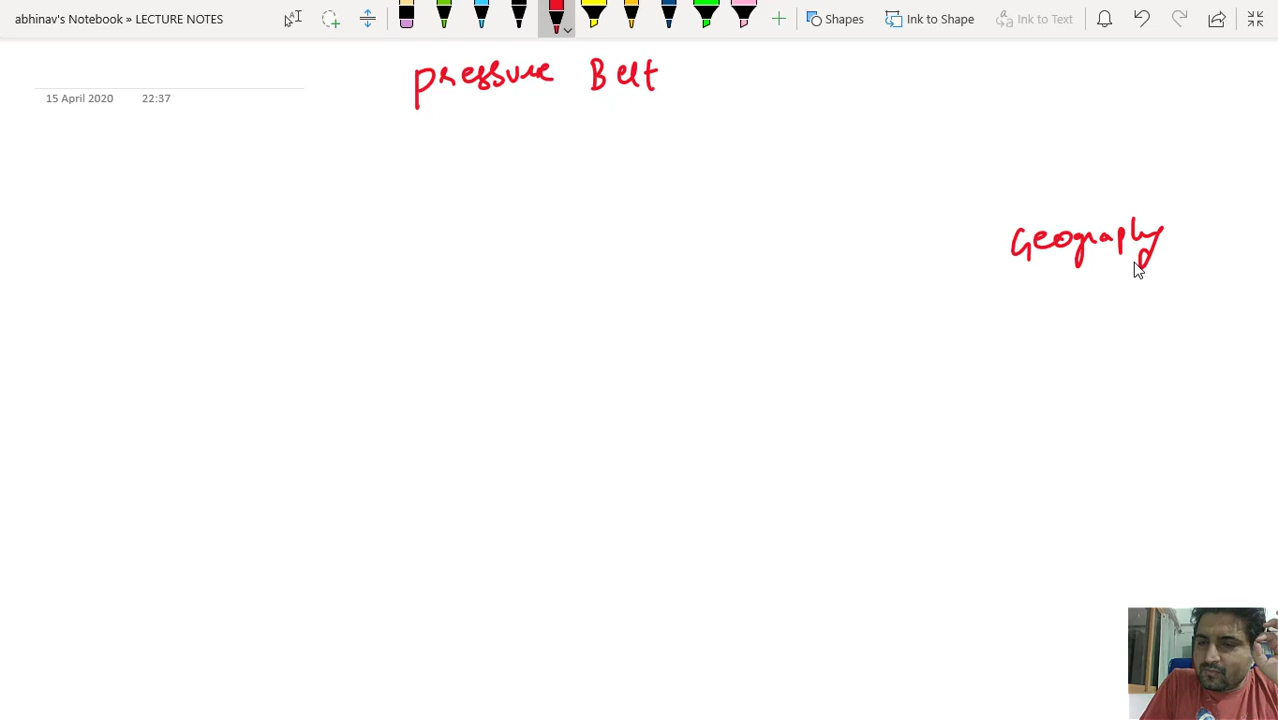 abhinav's Notebook » LECTURE NOTES
Shapes
Ink to Shape
Ink to Text
pressure Belt
15 April 2020 22:37
Geography